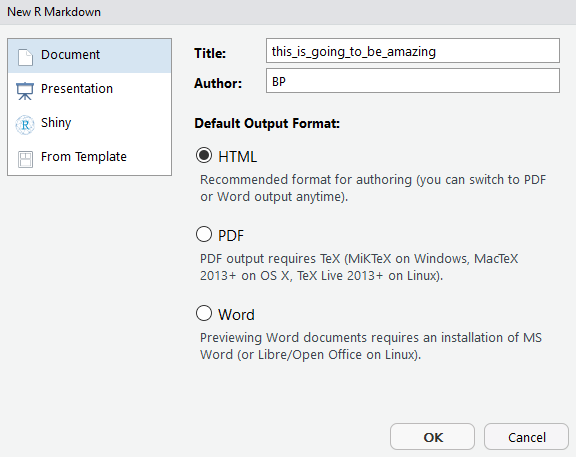 New R Markdown
Document
Presentation
Shiny
From Template
Title: this_is_going_to_be_amazing
Author: BP
Default Output Format:
HTML
Recommended format for authoring (you can switch to PDF
or Word output anytime).
PDF
PDF output requires TeX (MiKTeX on Windows, MacTeX
2013+ on OS X, TeX Live 2013+ on Linux).
Word
Previewing Word documents requires an installation of MS
Word (or Libre/Open Office on Linux).
OK Cancel